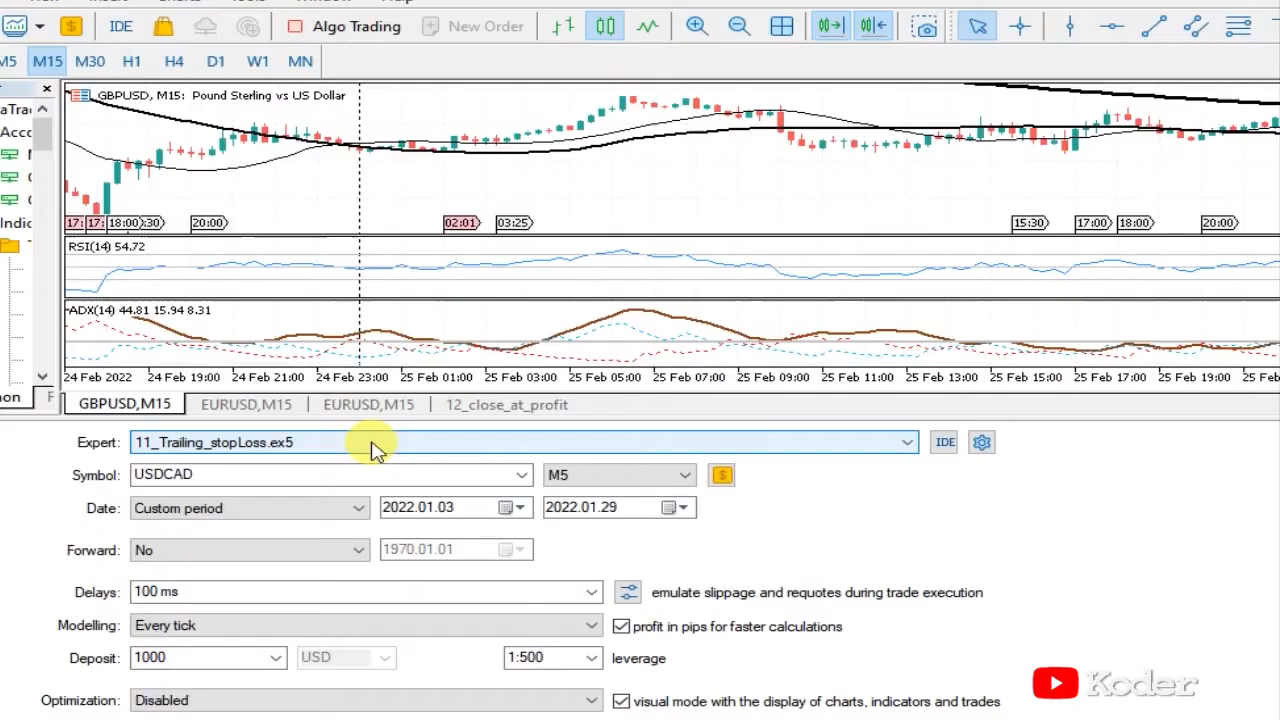 IDE Algo Trading New Order
M5 M15 M30 H1 H4 D1 W1 MN
GBPUSD, M15: Pound Sterling vs US Dollar
17: 17: 18:00 :30 20:00 02:01 03:25 15:30 17:00 18:00 20:00
RSI(14) 54.72
ADX(14) 44.81 15.94 8.31
24 Feb 2022 24 Feb 19:00 24 Feb 21:00 24 Feb 23:00 25 Feb 01:00 25 Feb 03:00 25 Feb 05:00 25 Feb 07:00 25 Feb 09:00 25 Feb 11:00 25 Feb 13:00 25 Feb 15:00 25 Feb 17:00 25 Feb 19:00 25 Feb
GBPUSD,M15 EURUSD,M15 EURUSD,M15 12_close_at_profit
Expert: 11_Trailing_stopLoss.ex5 IDE
Symbol: USDCAD M5
Date: Custom period 2022.01.03 2022.01.29
Forward: No 1970.01.01
Delays: 100 ms emulate slippage and requotes during trade execution
Modelling: Every tick profit in pips for faster calculations
Deposit: 1000 USD 1:500 leverage
Koder
Optimization: Disabled visual mode with the display of charts, indicators and trades